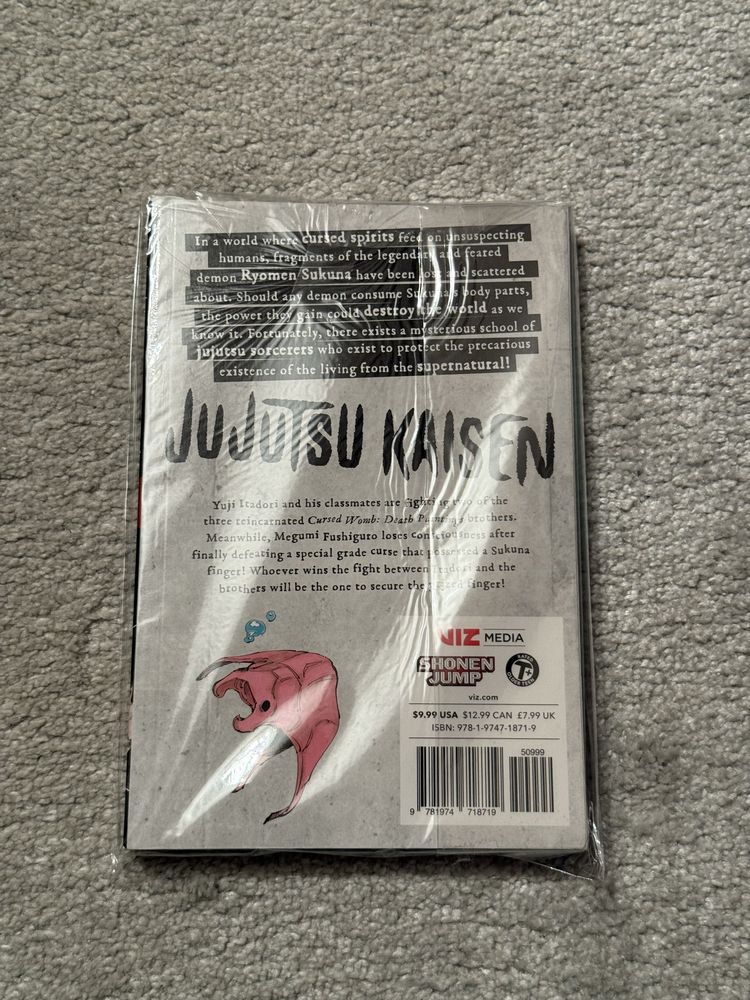 In a world where cursed spirits feed on unsuspecting
humans, fragments of the legendary and feared
demon Ryomen Sukuna have been lost and scattered
about. Should any demon consume Sukuna's body parts,
the power they gain could destroy the world as we
know it. Fortunately, there exists a mysterious school of
jujutsu sorcerers who exist to protect the precarious
existence of the living from the supernatural!
JUJUTSU KAISEN
Yuji Itadori and his classmates are fighting two of the
three reincarnated Cursed Womb: Death Paintings brothers.
Meanwhile, Megumi Fushiguro loses consciousness after
finally defeating a special grade curse that possessed a Sukuna
finger! Whoever wins the fight between Itadori and the
brothers will be the one to secure the finger!
VIZ MEDIA
SHONEN
JUMP
RATED
T+
OLDER TEEN
viz.com
$9.99 USA $12.99 CAN £7.99 UK
ISBN: 978-1-9747-1871-9
50999
9 781974 718719